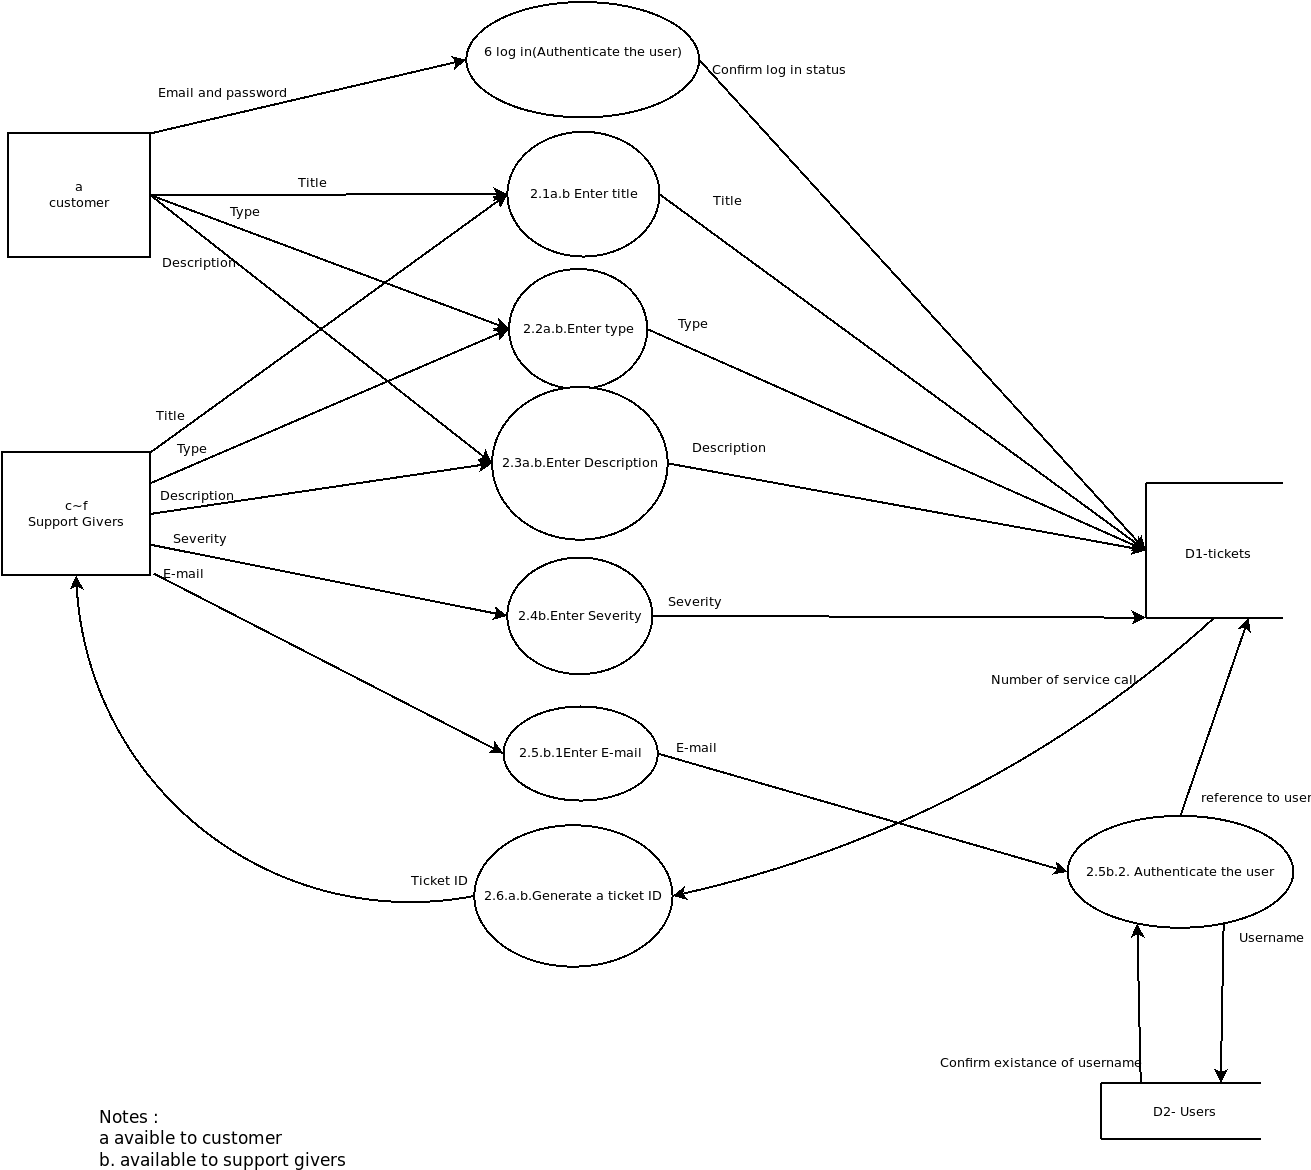 6 log in(Authenticate the user)
Confirm log in status
Email and password
a
customer
Title
Type
Description
2.1a.b Enter title
Title
2.2a.b.Enter type
Type
Title
Type
Description
Severity
E-mail
c~f
Support Givers
2.3a.b.Enter Description
Description
D1-tickets
2.4b.Enter Severity
Severity
Number of service call
2.5.b.1Enter E-mail
E-mail
reference to user
2.5b.2. Authenticate the user
Ticket ID
2.6.a.b.Generate a ticket ID
Username
Confirm existance of username
D2- Users
Notes :
a avaible to customer
b. available to support givers